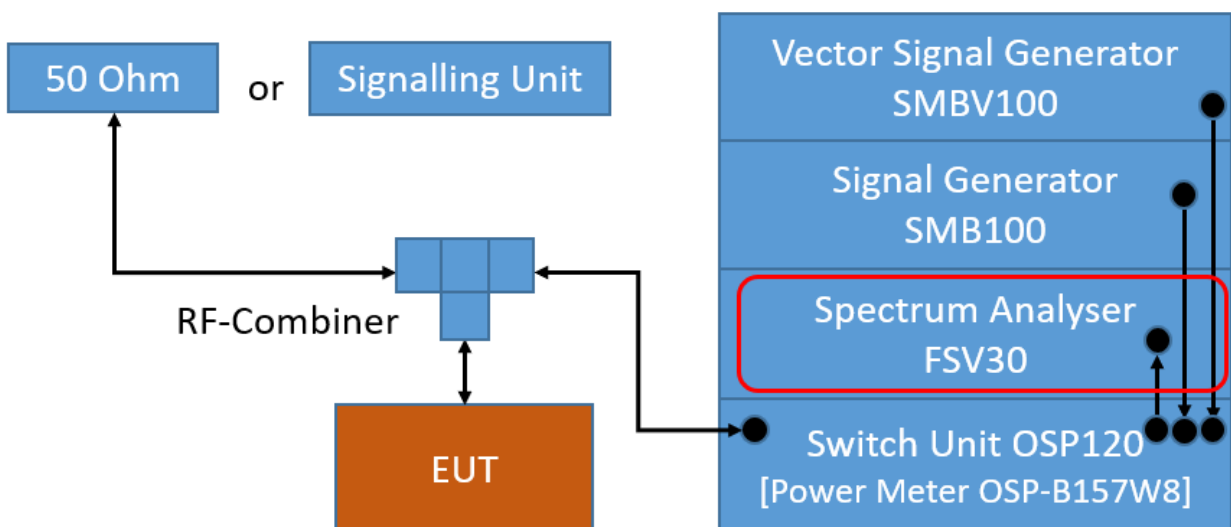 50 Ohm
or
Signalling Unit
RF-Combiner
EUT
Vector Signal Generator
SMBV100
Signal Generator
SMB100
Spectrum Analyser
FSV30
Switch Unit OSP120
[Power Meter OSP-B157W8]